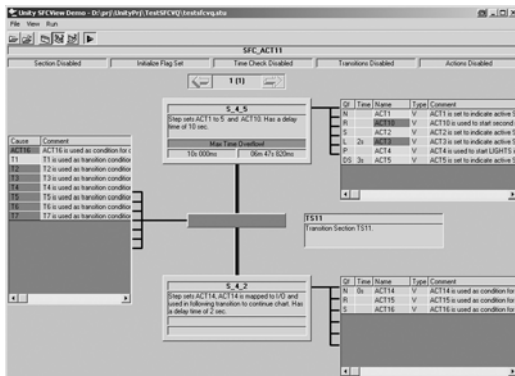 Unity SFCView Demo - D:\prj\UnityPrj\TestSFCVQ\testsfcvq.stu
File View Run
SFC_ACT11
Section Disabled Initialize Flag Set Time Check Disabled Transitions Disabled Actions Disabled
1 (1)
S_4_5
Step sets ACT1 to 5 and ACT10. Has a
delay time of 10 sec.
Max Time Overflow!
10s 000ms 06m 47s 820ms
Cause Comment
ACT16 ACT16 is used as condition for c
T1 T1 is used as transition condition
T2 T2 is used as transition condition
T3 T3 is used as transition condition
T4 T4 is used as transition condition
T5 T5 is used as transition condition
T6 T6 is used as transition condition
T7 T7 is used as transition condition
Qf Time Name Type Comment
N ACT1 V ACT1 is set to indicate active S
R ACT10 V ACT10 is used to start second
S ACT2 V ACT2 is set to indicate active S
L 2s ACT3 V ACT3 is set to indicate active S
P ACT4 V ACT4 is used to start LIGHTS
DS 3s ACT5 V ACT5 is set to indicate active S
TS11
Transition Section TS11.
S_4_2
Step sets ACT14, ACT14 is mapped to I/O and
used in following transition to continue chart. Has
a delay time of 2 sec.
Qf Time Name Type Comment
N 0s ACT14 V ACT14 is used as condition for
R ACT15 V ACT15 is used as condition for
S ACT16 V ACT16 is used as condition for